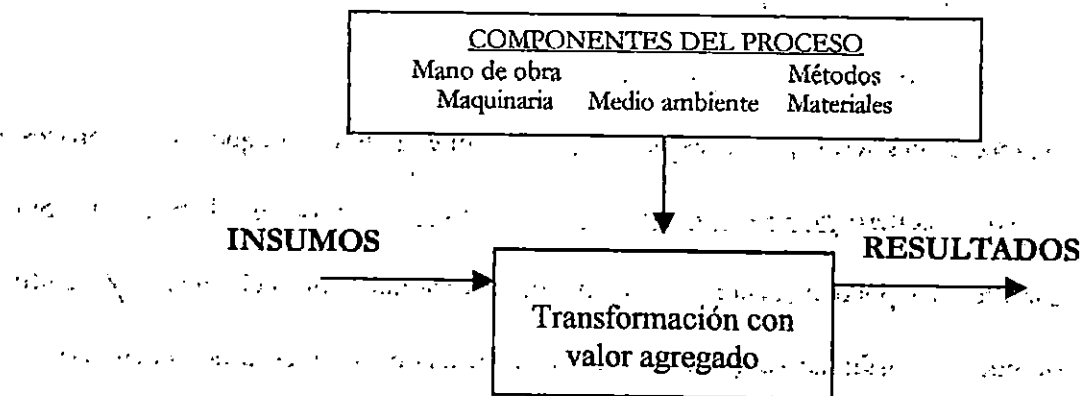 COMPONENTES DEL PROCESO
Mano de obra Métodos
Maquinaria Medio ambiente Materiales
INSUMOS
RESULTADOS
Transformación con
valor agregado